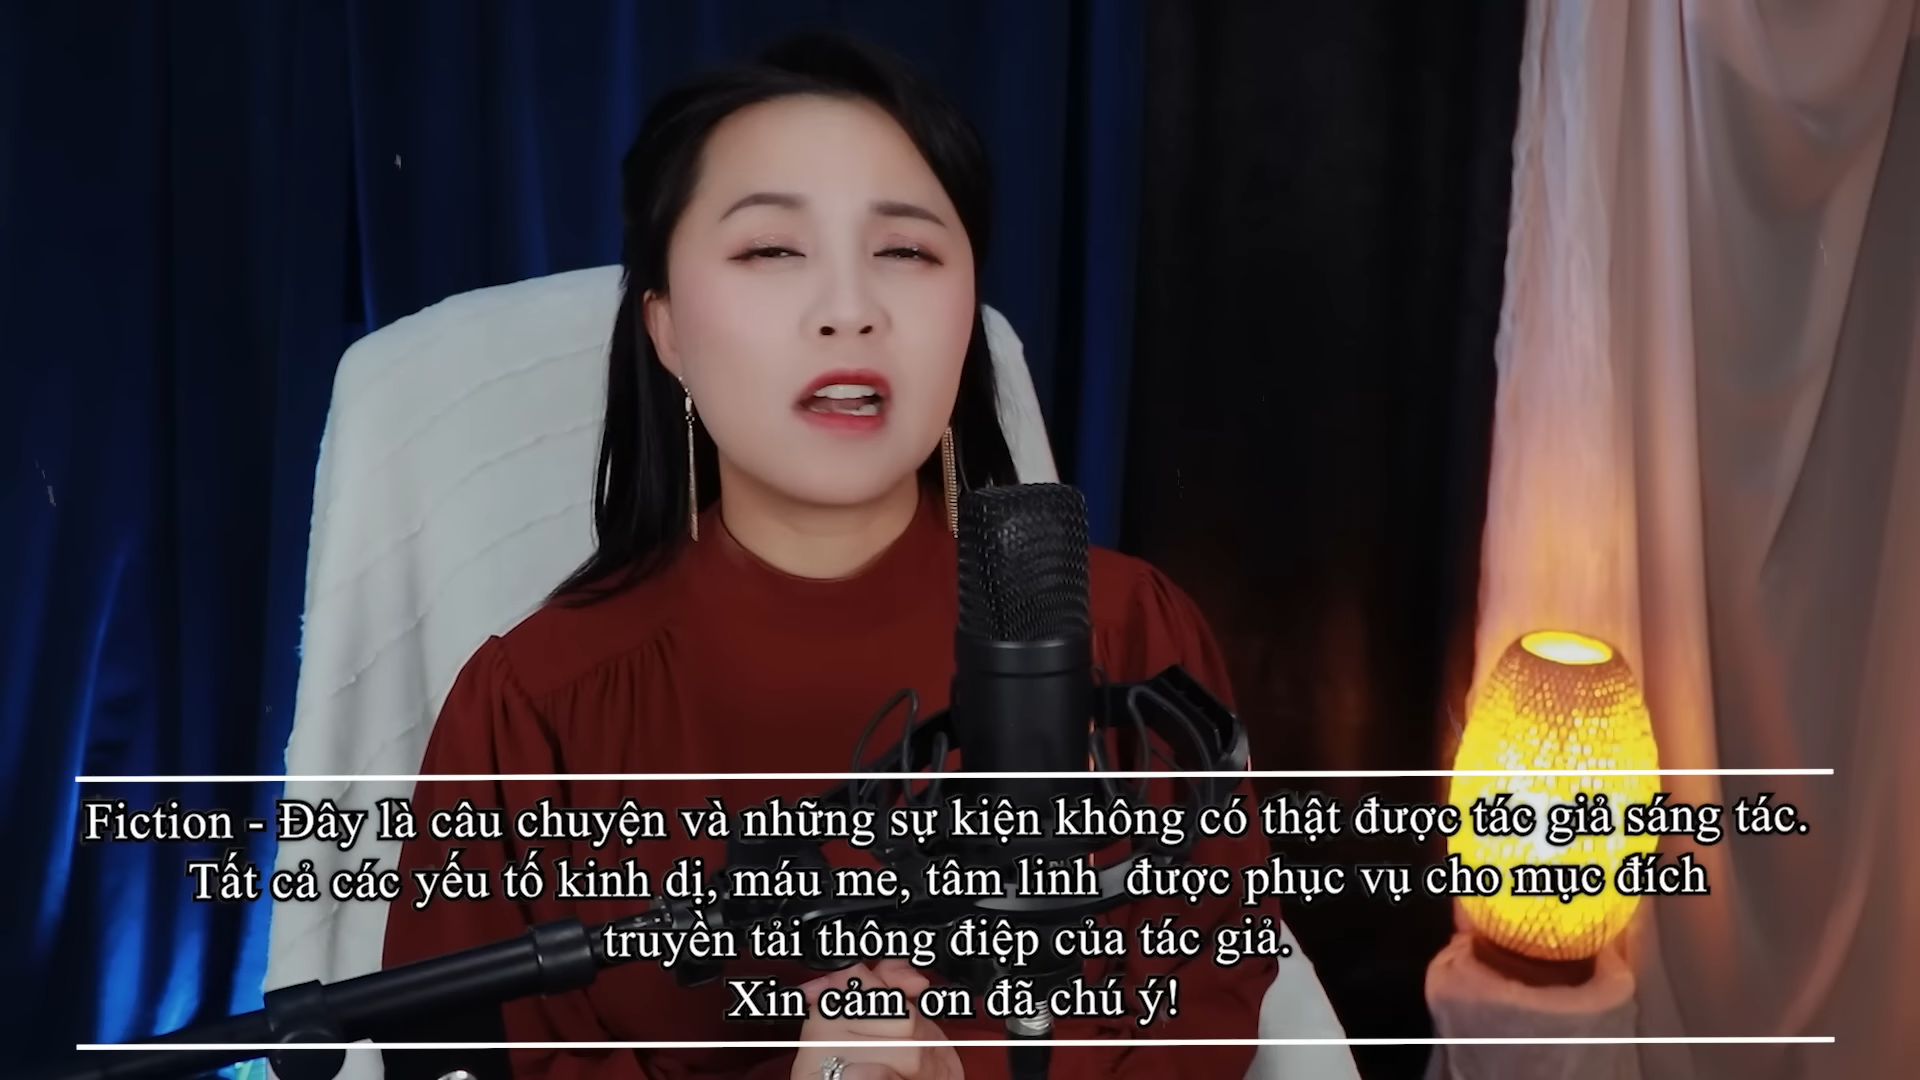 Fiction - Đây là câu chuyện và những sự kiện không có thật được tác giả sáng tác.
Tất cả các yếu tố kinh dị, máu me, tâm linh được phục vụ cho mục đích
truyền tải thông điệp của tác giả.
Xin cảm ơn đã chú ý!